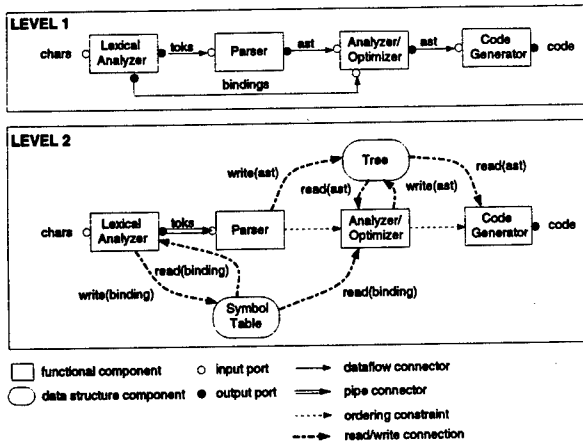 LEVEL 1
chars
Lexical
Analyzer
toks
Parser
ast
Analyzer/
Optimizer
ast
Code
Generator
code
bindings
LEVEL 2
Tree
write(ast)
read(ast)
write(ast)
read(ast)
chars
Lexical
Analyzer
toks
Parser
Analyzer/
Optimizer
Code
Generator
code
read(binding)
write(binding)
read(binding)
Symbol
Table
functional component
input port
dataflow connector
data structure component
output port
pipe connector
ordering constraint
read/write connection